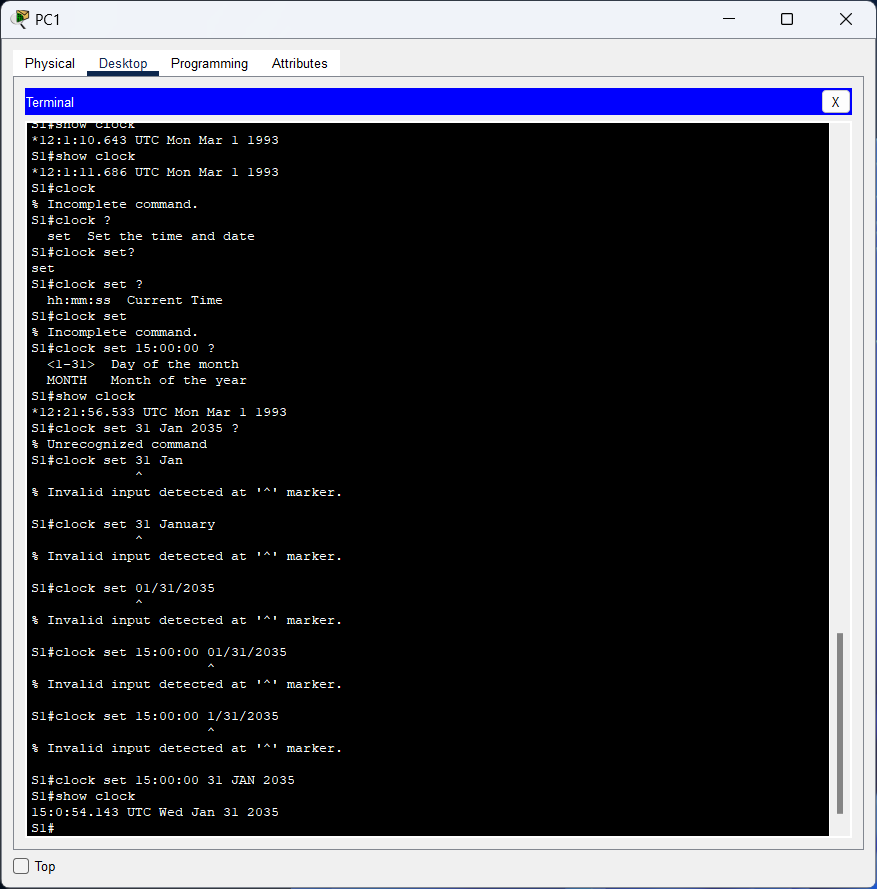 PC1
Physical Desktop Programming Attributes
Terminal X
S1#show clock
*12:1:10.643 UTC Mon Mar 1 1993
S1#show clock
*12:1:11.686 UTC Mon Mar 1 1993
S1#clock
% Incomplete command.
S1#clock ?
  set  Set the time and date
S1#clock set?
set
S1#clock set ?
  hh:mm:ss  Current Time
S1#clock set
% Incomplete command.
S1#clock set 15:00:00 ?
  <1-31>  Day of the month
  MONTH   Month of the year
S1#show clock
*12:21:56.533 UTC Mon Mar 1 1993
S1#clock set 31 Jan 2035 ?
% Unrecognized command
S1#clock set 31 Jan
             ^
% Invalid input detected at '^' marker.

S1#clock set 31 January
             ^
% Invalid input detected at '^' marker.

S1#clock set 01/31/2035
             ^
% Invalid input detected at '^' marker.

S1#clock set 15:00:00 01/31/2035
                      ^
% Invalid input detected at '^' marker.

S1#clock set 15:00:00 1/31/2035
                      ^
% Invalid input detected at '^' marker.

S1#clock set 15:00:00 31 JAN 2035
S1#show clock
15:0:54.143 UTC Wed Jan 31 2035
S1#
Top